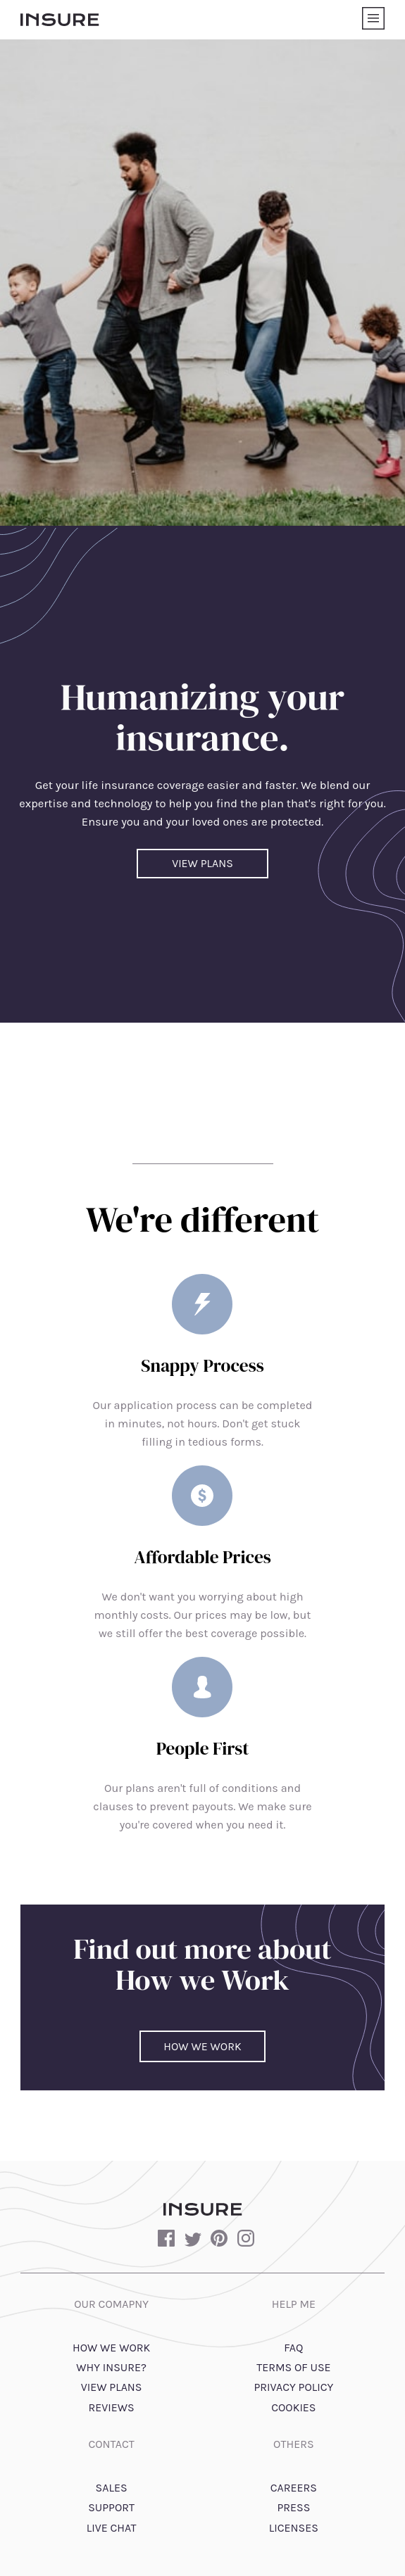 INSURE
Humanizing your
insurance.
Get your life insurance coverage easier and faster. We blend our
expertise and technology to help you find the plan that's right for you.
Ensure you and your loved ones are protected.
VIEW PLANS
We're different
Snappy Process
Our application process can be completed
in minutes, not hours. Don't get stuck
filling in tedious forms.
$
Affordable Prices
We don't want you worrying about high
monthly costs. Our prices may be low, but
we still offer the best coverage possible.
People First
Our plans aren't full of conditions and
clauses to prevent payouts. We make sure
you're covered when you need it.
Find out more about
How we Work
HOW WE WORK
INSURE
OUR COMAPNY
HOW WE WORK
WHY INSURE?
VIEW PLANS
REVIEWS
HELP ME
FAQ
TERMS OF USE
PRIVACY POLICY
COOKIES
CONTACT
SALES
SUPPORT
LIVE CHAT
OTHERS
CAREERS
PRESS
LICENSES